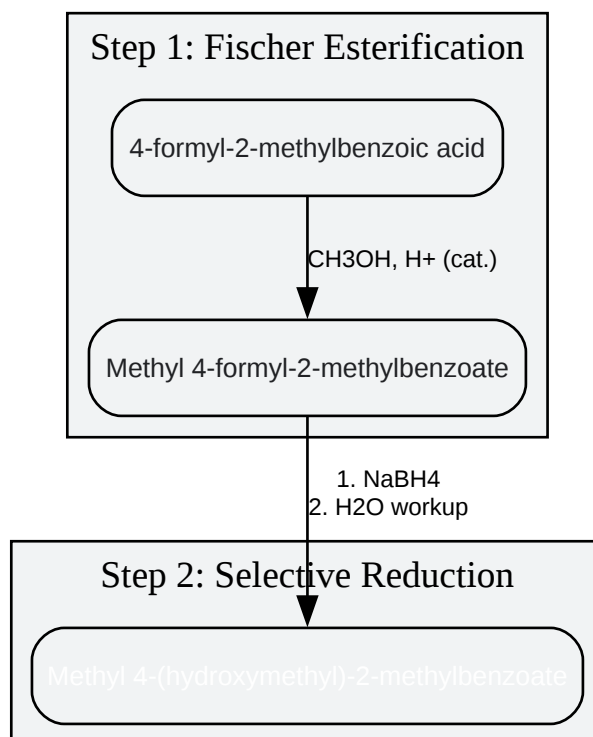 Step 1: Fischer Esterification
4-formyl-2-methylbenzoic acid
CH3OH, H+ (cat.)
Methyl 4-formyl-2-methylbenzoate
1. NaBH4
2. H2O workup
Step 2: Selective Reduction
Methyl 4-(hydroxymethyl)-2-methylbenzoate